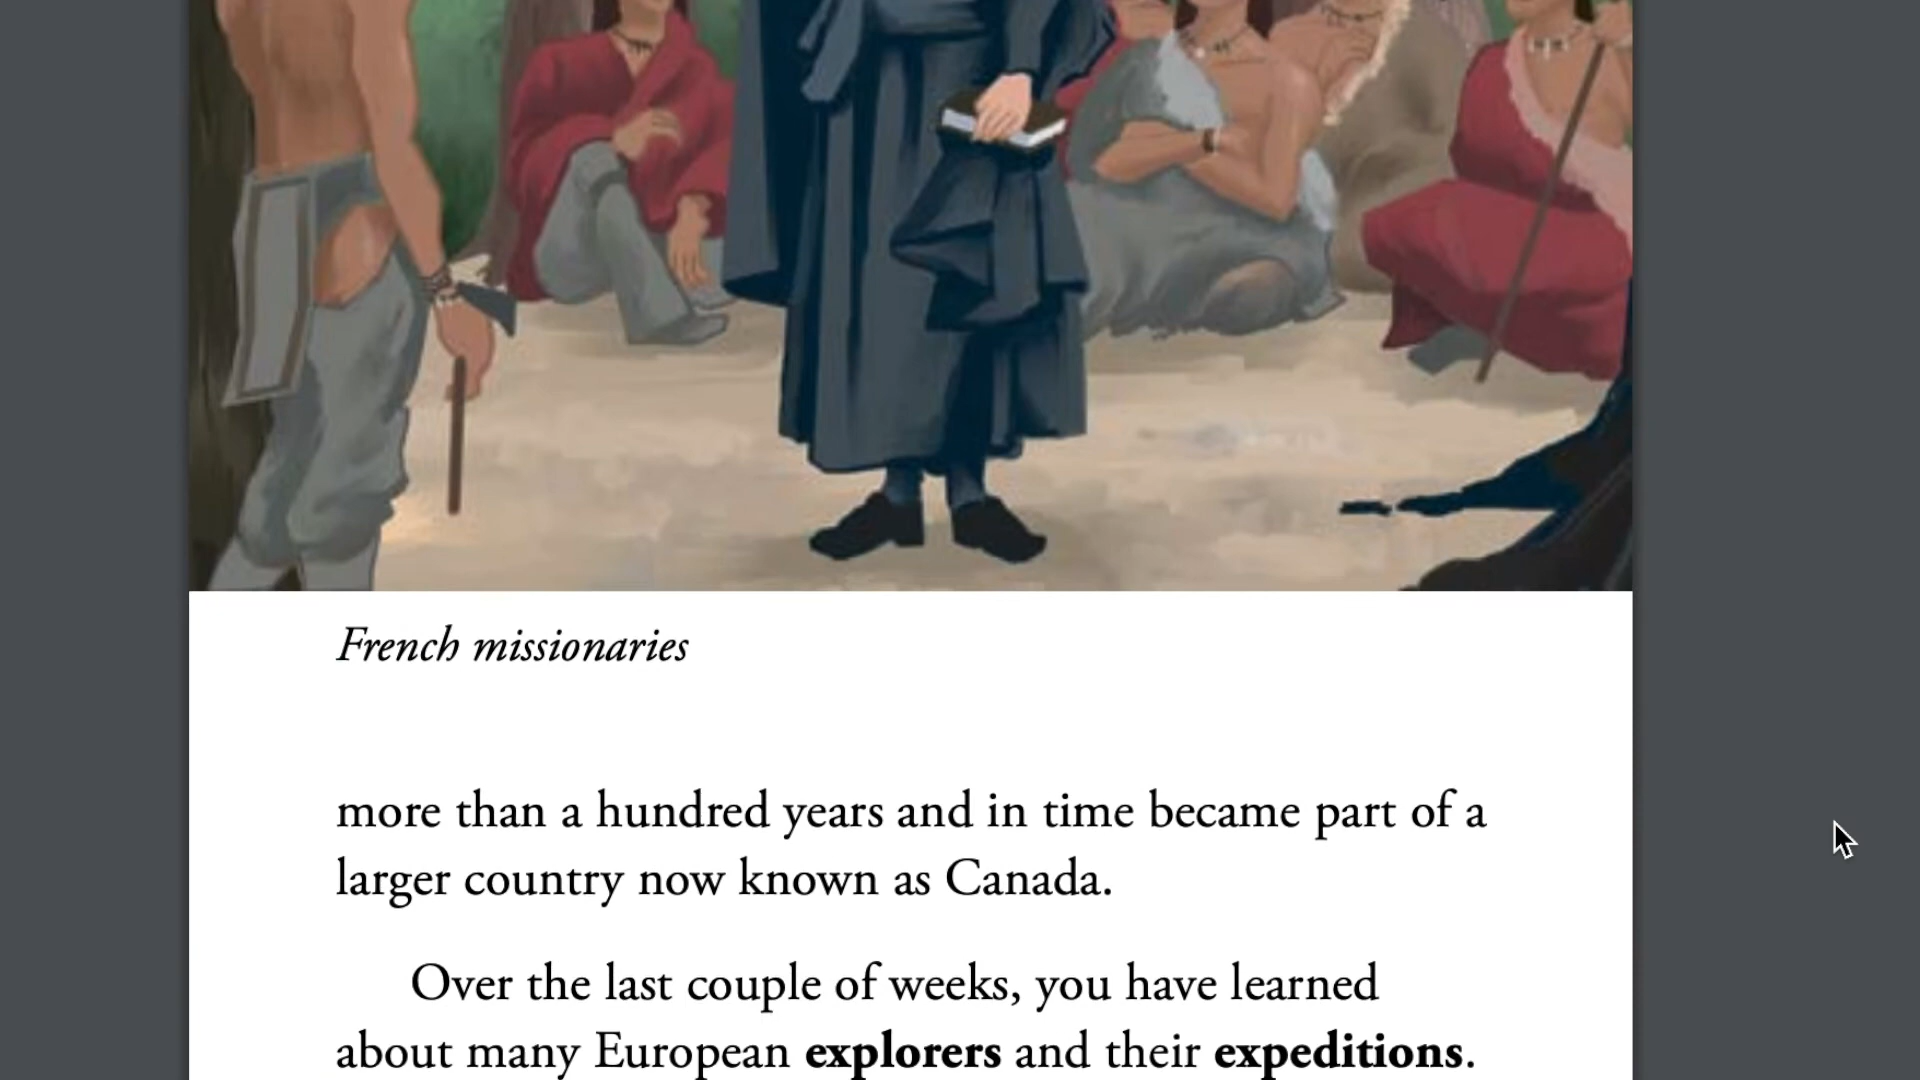 French missionaries
more than a hundred years and in time became part of a
larger country now known as Canada.
Over the last couple of weeks, you have learned
about many European explorers and their expeditions.